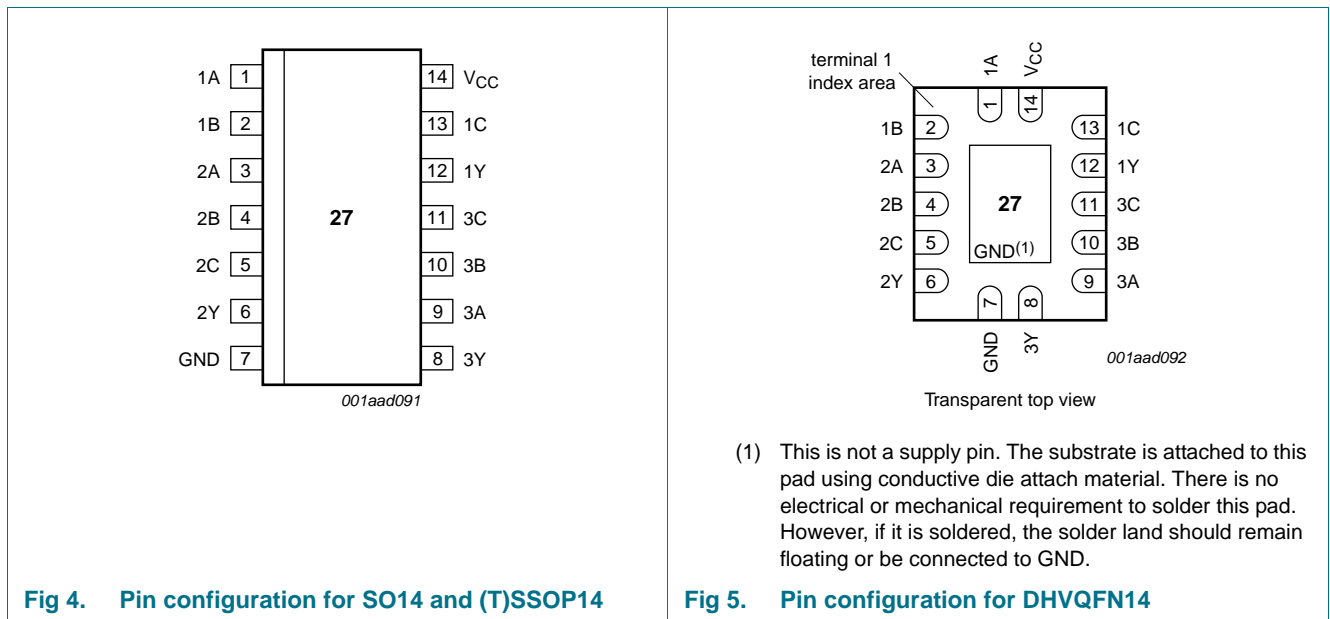 1A 1 14 VCC
1B 2 13 1C
2A 3 12 1Y
2B 4 27 11 3C
2C 5 10 3B
2Y 6 9 3A
GND 7 8 3Y
001aad091
Fig 4. Pin configuration for SO14 and (T)SSOP14
terminal 1
index area
1A VCC
1 14
1B 2 13 1C
2A 3 12 1Y
2B 4 27 11 3C
2C 5 GND(1) 10 3B
2Y 6 9 3A
7 8
GND 3Y
001aad092
Transparent top view
(1) This is not a supply pin. The substrate is attached to this
pad using conductive die attach material. There is no
electrical or mechanical requirement to solder this pad.
However, if it is soldered, the solder land should remain
floating or be connected to GND.
Fig 5. Pin configuration for DHVQFN14